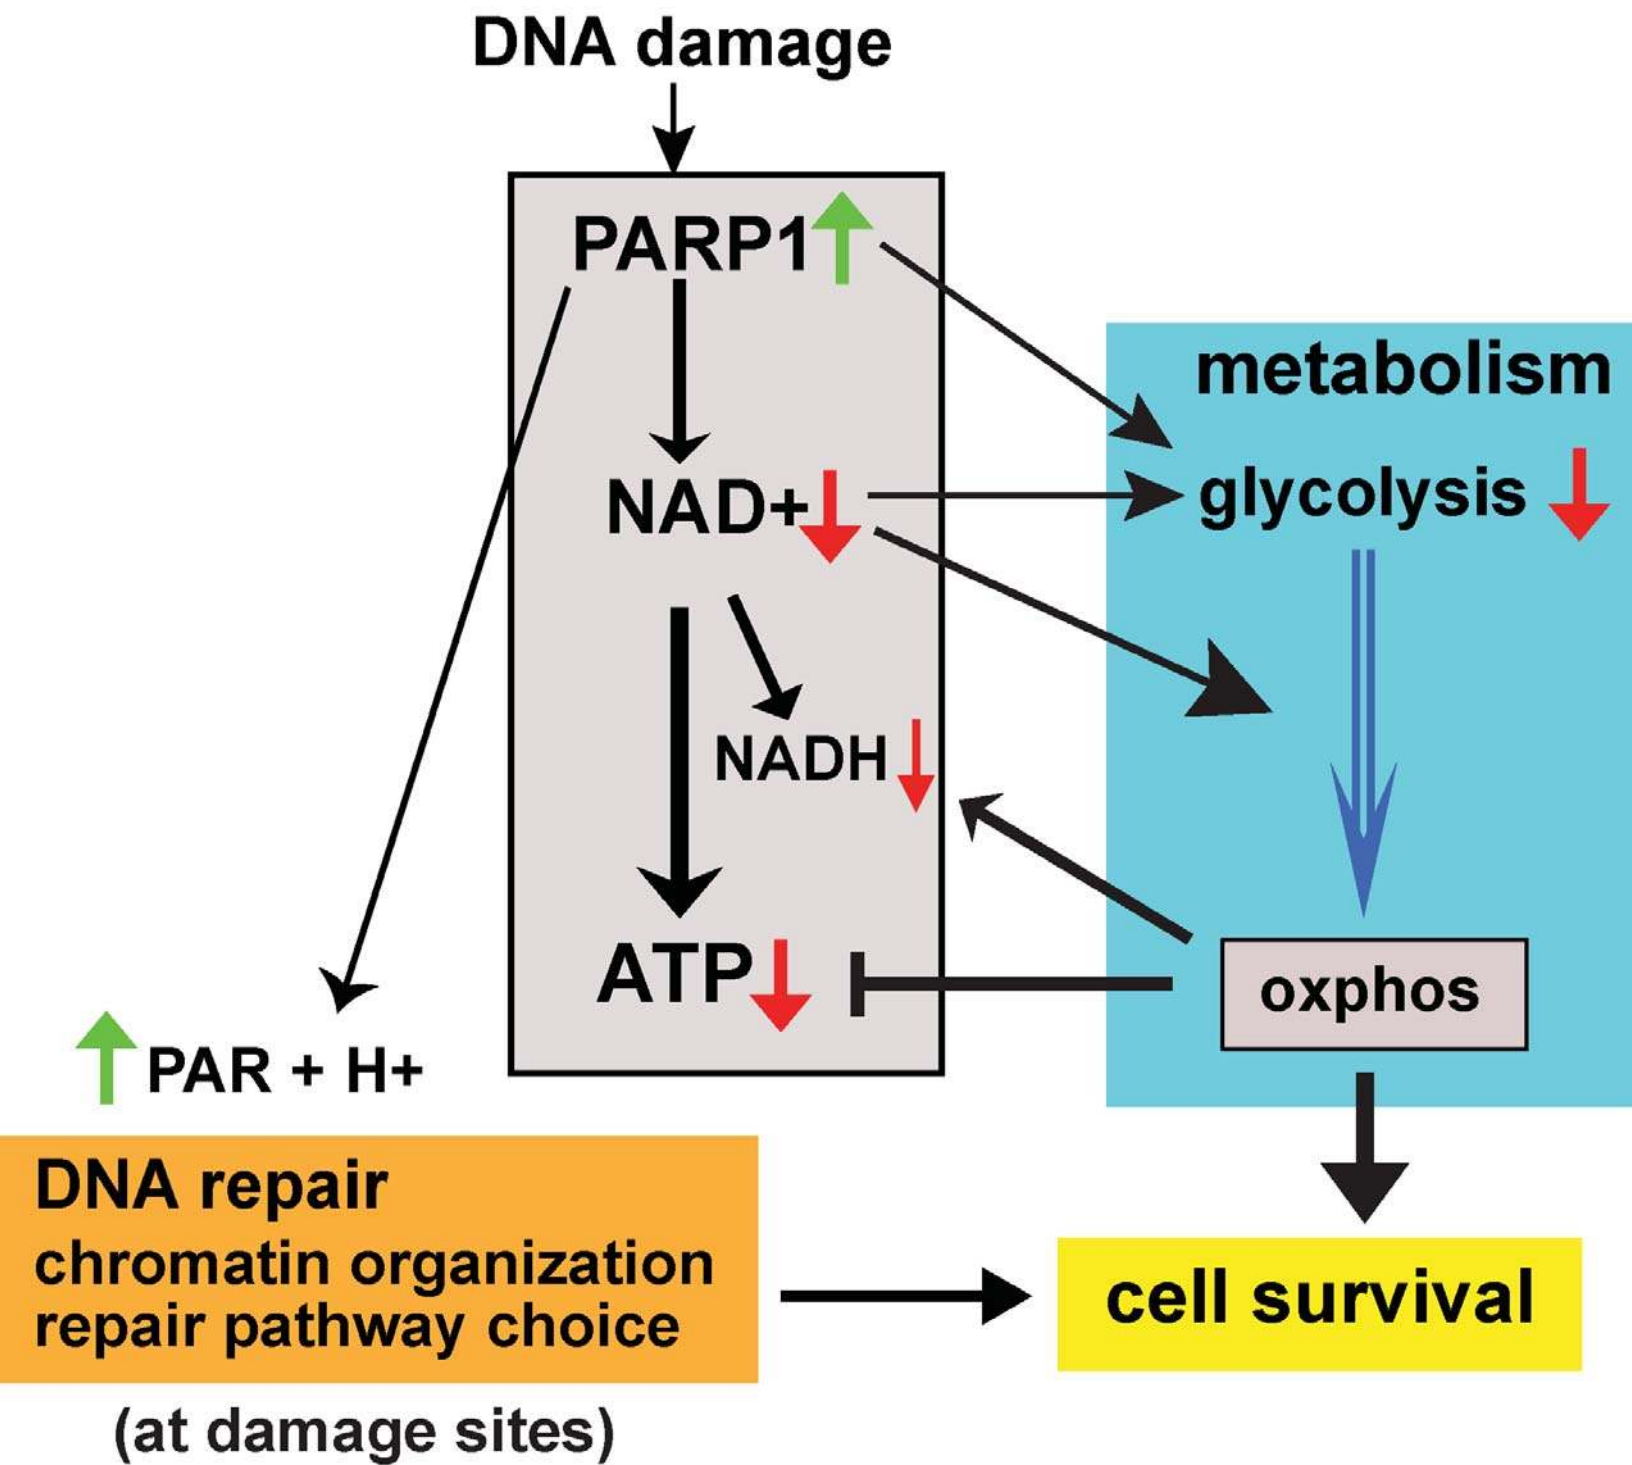 DNA damage
PARP1
metabolism
NAD+
glycolysis
NADH
ATP
oxphos
PAR + H+
DNA repair
chromatin organization
repair pathway choice
cell survival
(at damage sites)